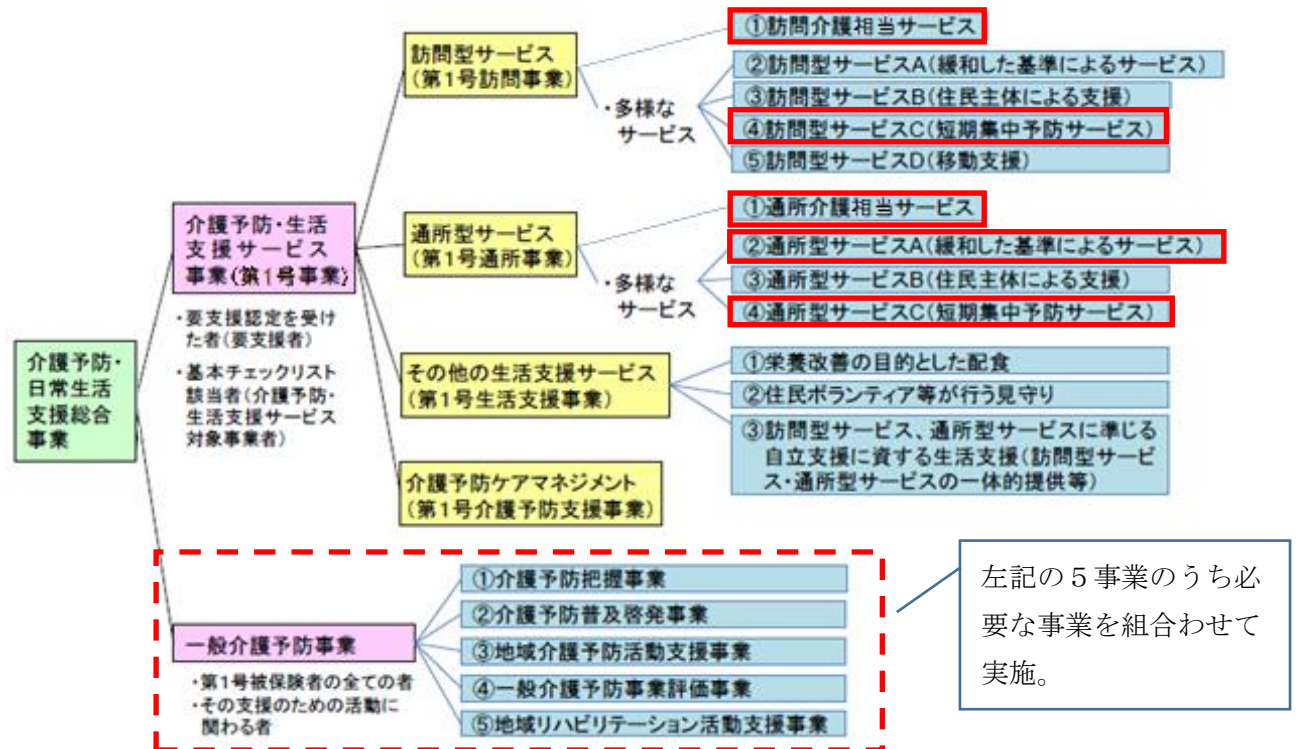 介護予防・
日常生活
支援総合
事業
介護予防・生活
支援サービス
事業(第1号事業)
・要支援認定を受け
た者(要支援者)
・基本チェックリスト
該当者(介護予防・
生活支援サービス
対象事業者)
訪問型サービス
(第1号訪問事業)
・多様な
サービス
①訪問介護相当サービス
②訪問型サービスA(緩和した基準によるサービス)
③訪問型サービスB(住民主体による支援)
④訪問型サービスC(短期集中予防サービス)
⑤訪問型サービスD(移動支援)
通所型サービス
(第1号通所事業)
・多様な
サービス
①通所介護相当サービス
②通所型サービスA(緩和した基準によるサービス)
③通所型サービスB(住民主体による支援)
④通所型サービスC(短期集中予防サービス)
その他の生活支援サービス
(第1号生活支援事業)
①栄養改善の目的とした配食
②住民ボランティア等が行う見守り
③訪問型サービス、通所型サービスに準じる
自立支援に資する生活支援(訪問型サービ
ス・通所型サービスの一体的提供等)
介護予防ケアマネジメント
(第1号介護予防支援事業)
一般介護予防事業
・第1号被保険者の全ての者
・その支援のための活動に
関わる者
①介護予防把握事業
②介護予防普及啓発事業
③地域介護予防活動支援事業
④一般介護予防事業評価事業
⑤地域リハビリテーション活動支援事業
左記の５事業のうち必
要な事業を組合わせて
実施。